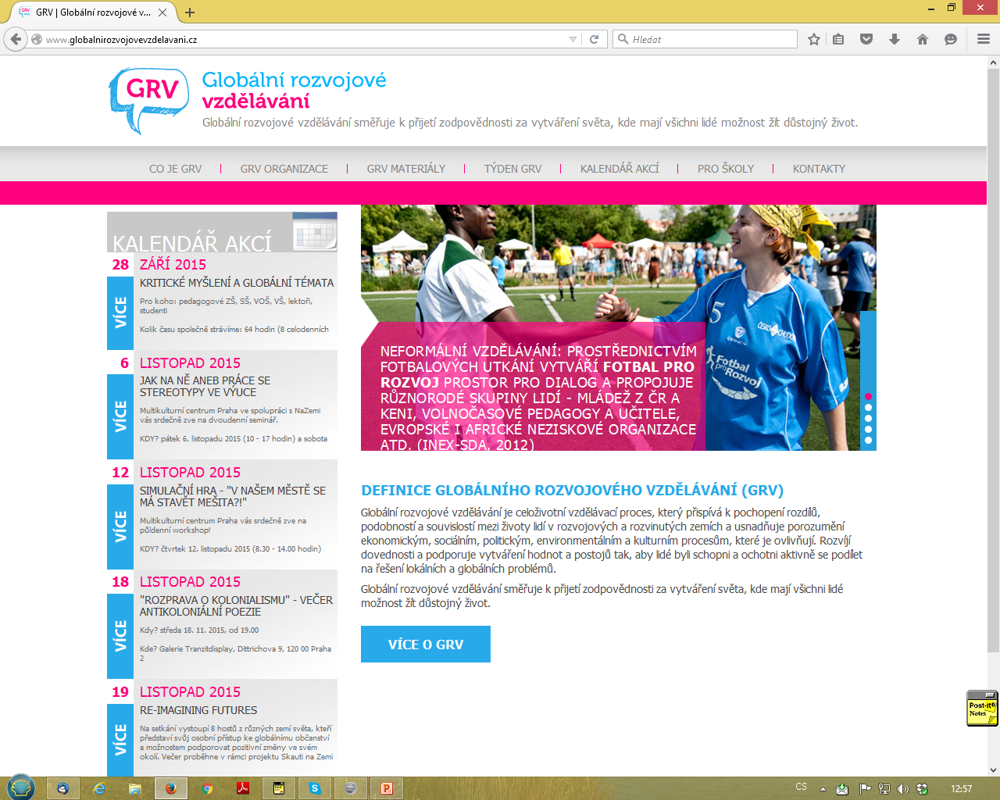 GRV | Globální rozvojové v...
www.globalnirozvojovevzdelavani.cz
Hledat
GRV
Globální rozvojové
vzdělávání
Globální rozvojové vzdělávání směřuje k přijetí zodpovědnosti za vytváření světa, kde mají všichni lidé možnost žít důstojný život.
CO JE GRV
GRV ORGANIZACE
GRV MATERIÁLY
TÝDEN GRV
KALENDÁŘ AKCÍ
PRO ŠKOLY
KONTAKTY
KALENDÁŘ AKCÍ
28 ZÁŘÍ 2015
KRITICKÉ MYŠLENÍ A GLOBÁLNÍ TÉMATA
Pro koho: pedagogové ZŠ, SŠ, VOŠ, VŠ, lektoři,
studenti
Kolik času společně strávíme: 64 hodin (8 celodenních
VÍCE
6 LISTOPAD 2015
JAK NA NĚ ANEB PRÁCE SE
STEREOTYPY VE VÝUCE
Multikulturní centrum Praha ve spolupráci s NaZemi
vás srdečně zve na dvoudenní seminář.
KDY? pátek 6. listopadu 2015 (10 - 17 hodin) a sobota
VÍCE
12 LISTOPAD 2015
SIMULAČNÍ HRA - "V NAŠEM MĚSTĚ SE
MÁ STAVĚT MEŠITA?!"
Multikulturní centrum Praha vás srdečně zve na
půldenní workshop!
KDY? čtvrtek 12. listopadu 2015 (8.30 - 14.00 hodin)
VÍCE
18 LISTOPAD 2015
"ROZPRAVA O KOLONIALISMU" - VEČER
ANTIKOLONIÁLNÍ POEZIE
Kdy? středa 18. 11. 2015, od 19.00
Kde? Galerie Tranzitdisplay, Dittrichova 9, 120 00 Praha
2
VÍCE
19 LISTOPAD 2015
RE-IMAGINING FUTURES
Na setkání vystoupí 8 hostů z různých zemí světa, kteří
představí svůj osobní přístup ke globálnímu občanství
a možnostem podporovat pozitivní změny ve svém
okolí. Večer proběhne v rámci projektu Skauti na Zemi
VÍCE
5
Fotbal
pro
Rozvoj
NEFORMÁLNÍ VZDĚLÁVÁNÍ: PROSTŘEDNICTVÍM
FOTBALOVÝCH UTKÁNÍ VYTVÁŘÍ FOTBAL PRO
ROZVOJ PROSTOR PRO DIALOG A PROPOJUJE
RŮZNORODÉ SKUPINY LIDÍ - MLÁDEŽ Z ČR A
KENI, VOLNOČASOVÉ PEDAGOGY A UČITELE,
EVROPSKÉ I AFRICKÉ NEZISKOVÉ ORGANIZACE
ATD. (INEX-SDA, 2012)
DEFINICE GLOBÁLNÍHO ROZVOJOVÉHO VZDĚLÁVÁNÍ (GRV)
Globální rozvojové vzdělávání je celoživotní vzdělávací proces, který přispívá k pochopení rozdílů,
podobností a souvislostí mezi životy lidí v rozvojových a rozvinutých zemích a usnadňuje porozumění
ekonomickým, sociálním, politickým, environmentálním a kulturním procesům, které je ovlivňují. Rozvíjí
dovednosti a podporuje vytváření hodnot a postojů tak, aby lidé byli schopni a ochotni aktivně se podílet
na řešení lokálních a globálních problémů.
Globální rozvojové vzdělávání směřuje k přijetí zodpovědnosti za vytváření světa, kde mají všichni lidé
možnost žít důstojný život.
VÍCE O GRV
Post-it®
Notes
CS
12:57